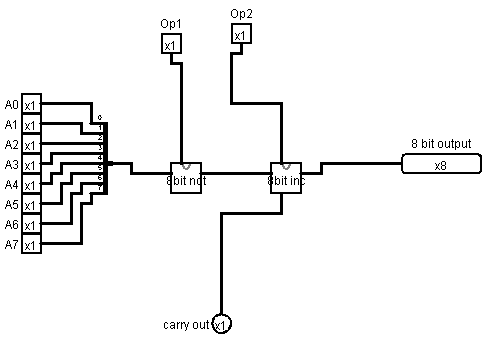 Op1
x1
Op2
x1
A0 x1
A1 x1
A2 x1
A3 x1
A4 x1
A5 x1
A6 x1
A7 x1
0
1
2
3
4
5
6
7
8bit not
8bit inc
8 bit output
x8
carry out x1